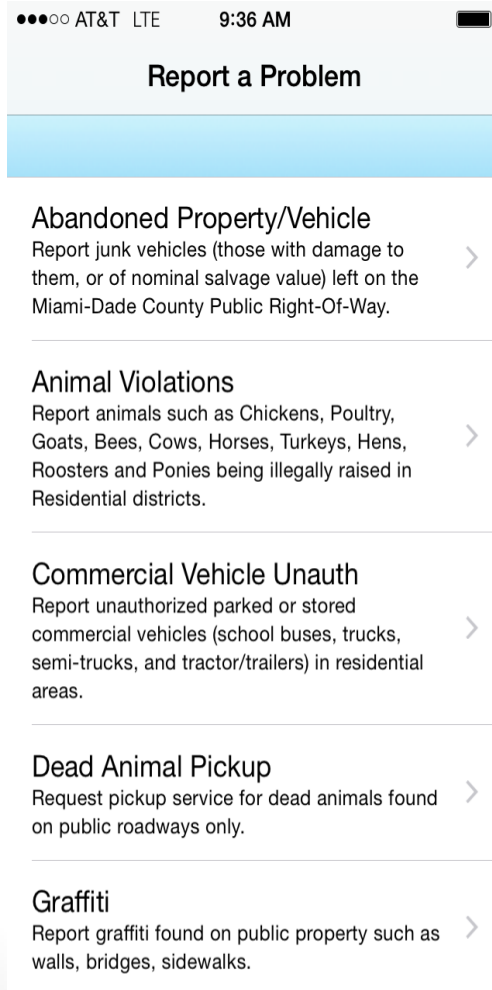 AT&T LTE 9:36 AM
Report a Problem
Abandoned Property/Vehicle
Report junk vehicles (those with damage to
them, or of nominal salvage value) left on the
Miami-Dade County Public Right-Of-Way.
Animal Violations
Report animals such as Chickens, Poultry,
Goats, Bees, Cows, Horses, Turkeys, Hens,
Roosters and Ponies being illegally raised in
Residential districts.
Commercial Vehicle Unauth
Report unauthorized parked or stored
commercial vehicles (school buses, trucks,
semi-trucks, and tractor/trailers) in residential
areas.
Dead Animal Pickup
Request pickup service for dead animals found
on public roadways only.
Graffiti
Report graffiti found on public property such as
walls, bridges, sidewalks.